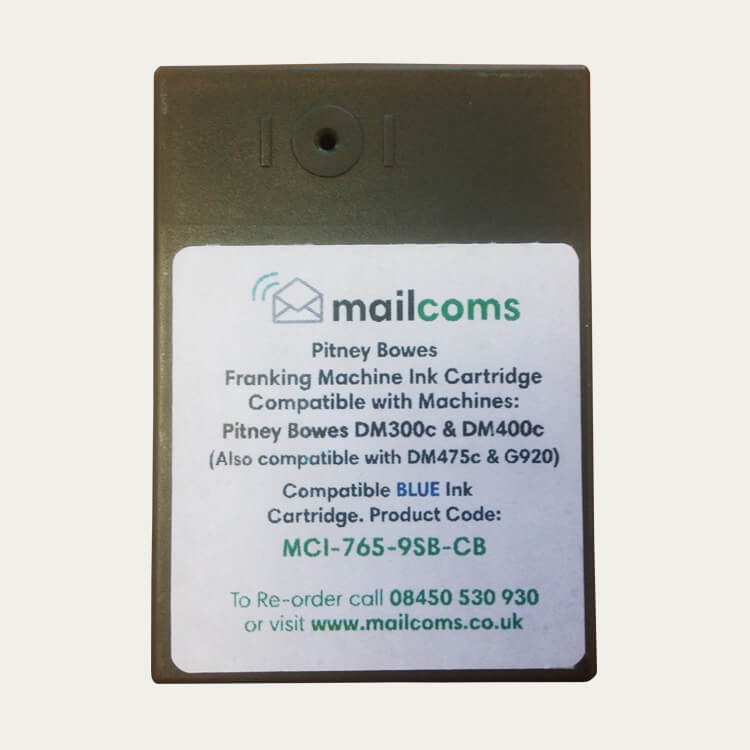 mailcoms
Pitney Bowes
Franking Machine Ink Cartridge
Compatible with Machines:
Pitney Bowes DM300c & DM400c
(Also compatible with DM475c & G920)
Compatible BLUE Ink
Cartridge. Product Code:
MCI-765-9SB-CB
To Re-order call 08450 530 930
or visit www.mailcoms.co.uk